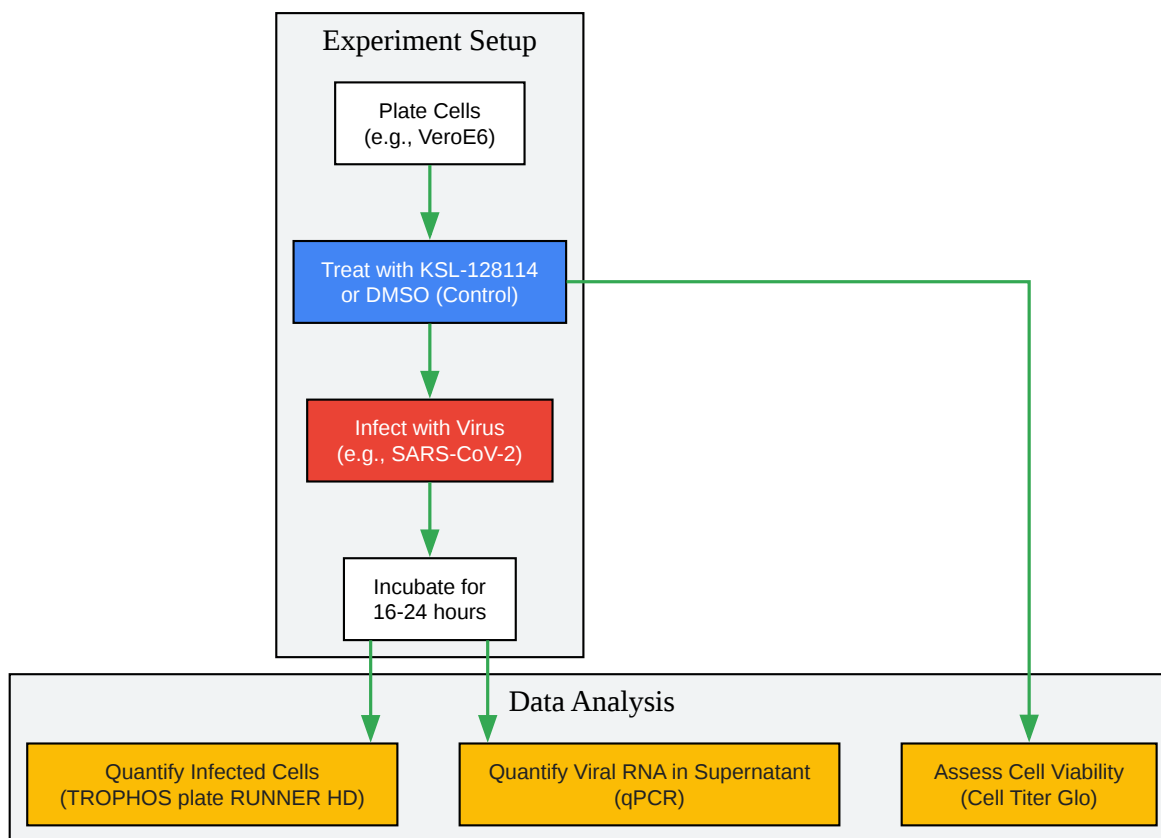 Experiment Setup
Plate Cells
(e.g., VeroE6)
Treat with KSL-128114
or DMSO (Control)
Infect with Virus
(e.g., SARS-CoV-2)
Incubate for
16-24 hours
Data Analysis
Quantify Infected Cells
(TROPHOS plate RUNNER HD)
Quantify Viral RNA in Supernatant
(qPCR)
Assess Cell Viability
(Cell Titer Glo)